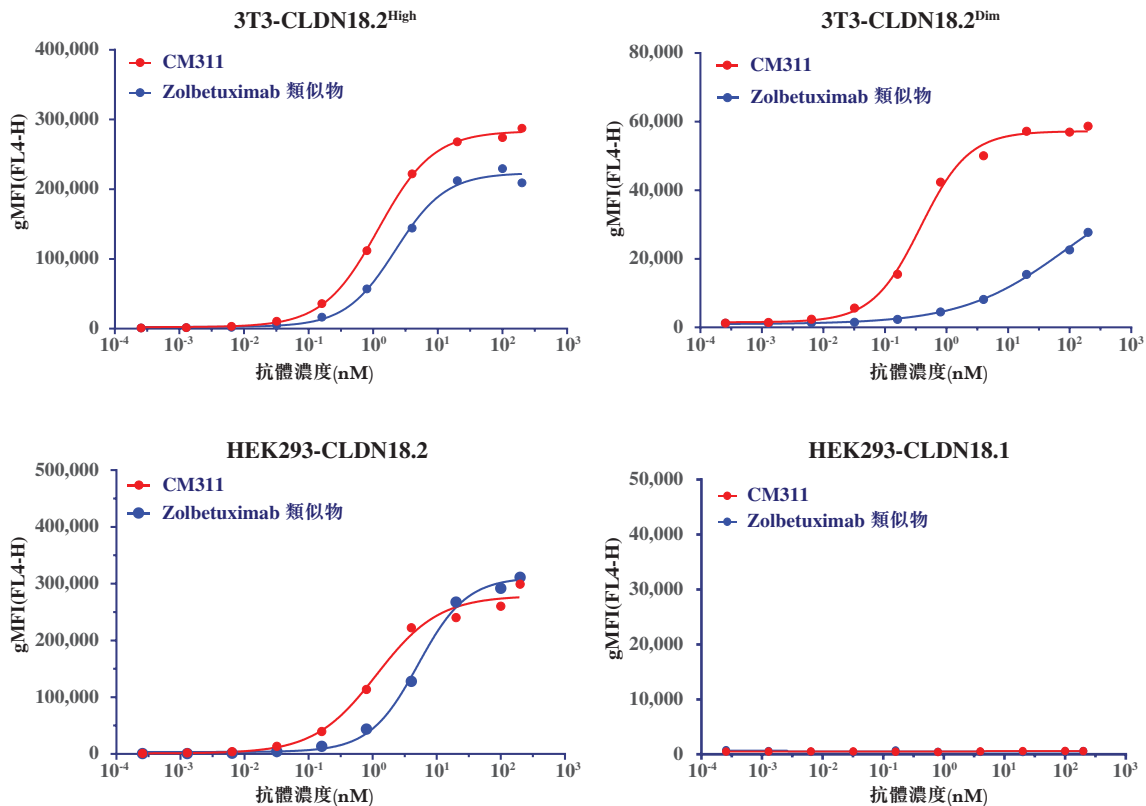 3T3-CLDN18.2High
400,000
300,000
200,000
100,000
0
gMFI(FL4-H)
CM311
Zolbetuximab 類似物
10-4 10-3 10-2 10-1 100 101 102 103
抗體濃度(nM)
3T3-CLDN18.2Dim
80,000
60,000
40,000
20,000
0
gMFI(FL4-H)
CM311
Zolbetuximab 類似物
10-4 10-3 10-2 10-1 100 101 102 103
抗體濃度(nM)
HEK293-CLDN18.2
500,000
400,000
300,000
200,000
100,000
0
gMFI(FL4-H)
CM311
Zolbetuximab 類似物
10-4 10-3 10-2 10-1 100 101 102 103
抗體濃度(nM)
HEK293-CLDN18.1
50,000
40,000
30,000
20,000
10,000
0
gMFI(FL4-H)
CM311
Zolbetuximab 類似物
10-4 10-3 10-2 10-1 100 101 102 103
抗體濃度(nM)